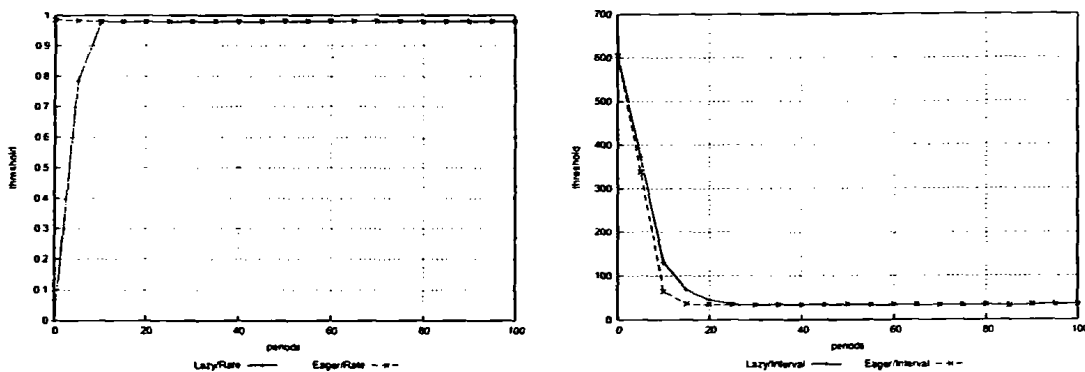 1
0.9
0.8
0.7
0.6
0.5
0.4
0.3
0.2
0.1
0
threshold
0 20 40 60 80 100
periods
Lazy/Rate Eager/Rate
700
600
500
400
300
200
100
0
threshold
0 20 40 60 80 100
periods
Lazy/Interval Eager/Interval